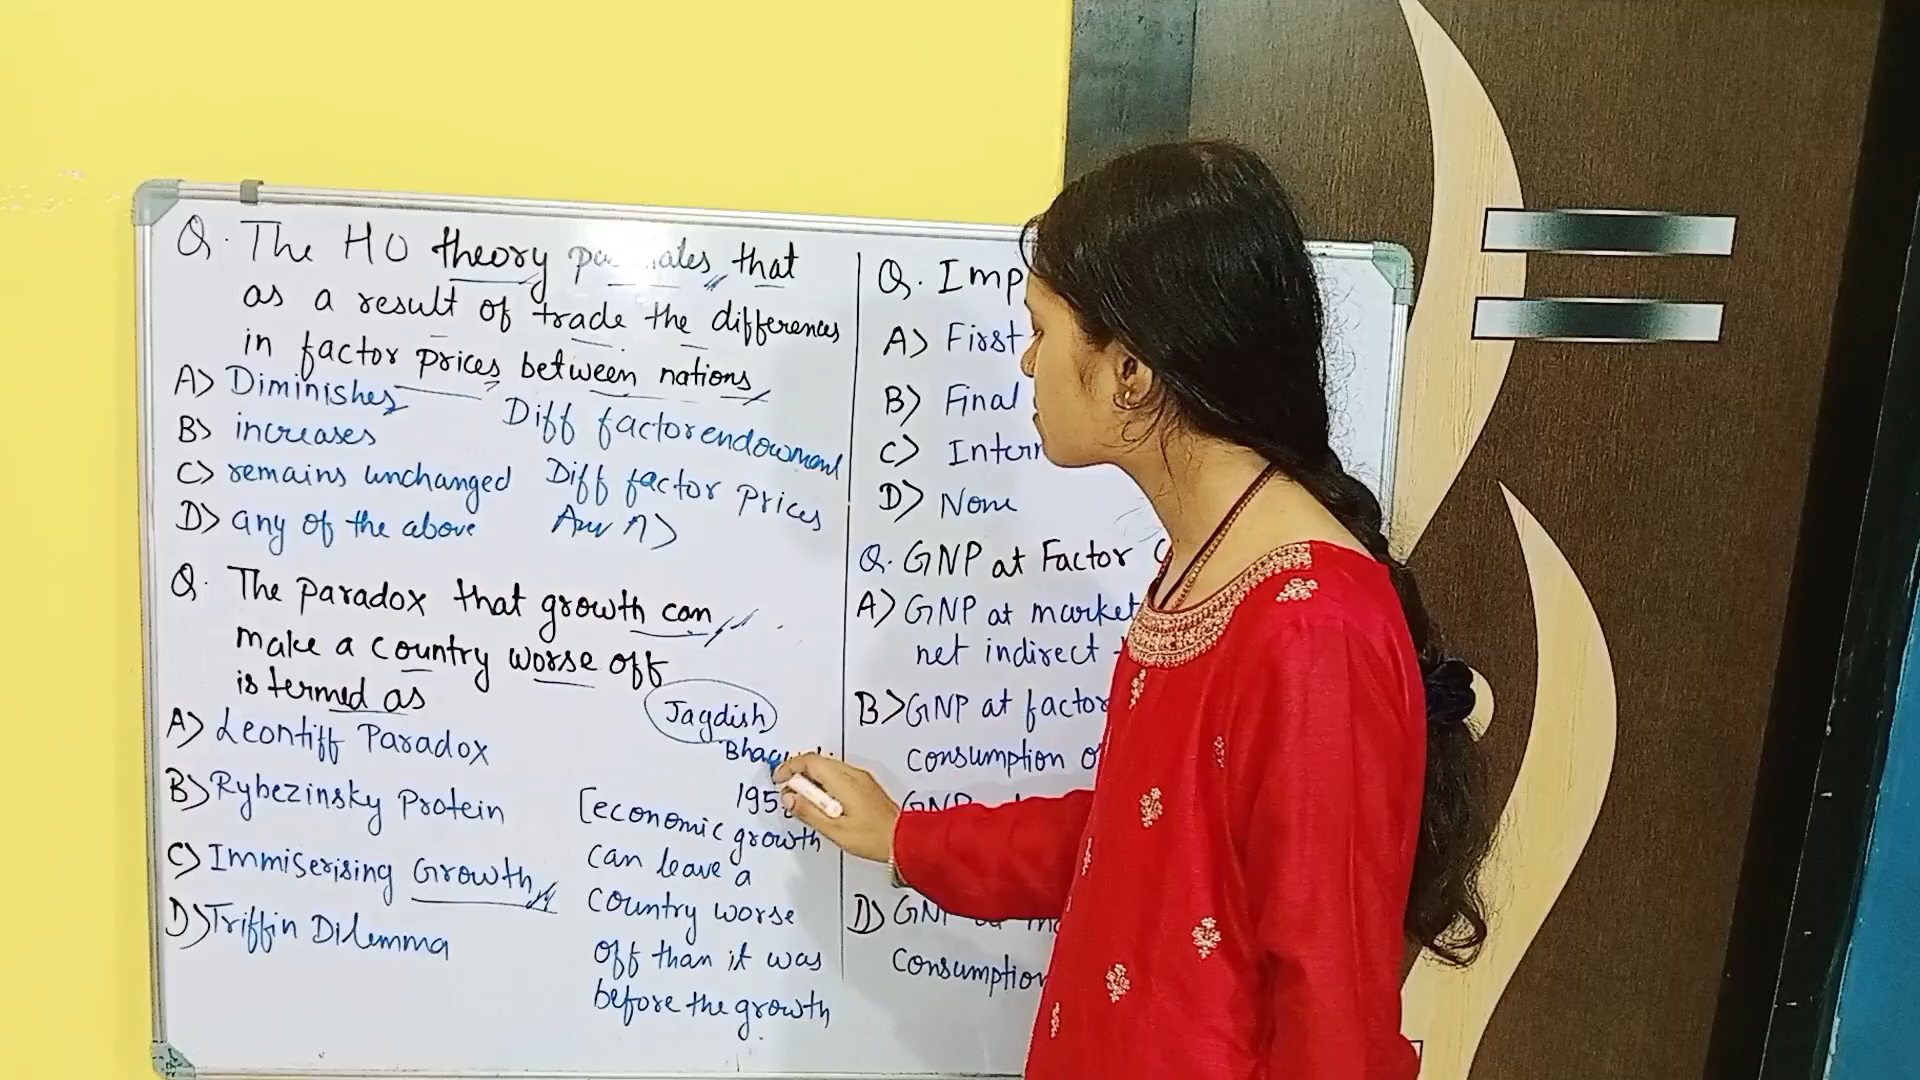 Q. The HO theory that
as a result of trade the differences
in factor prices between nations
A) Diminishes
B) increases
C) remains unchanged
D) any of the above
Diff factor endowment
Diff factor prices
Ans A)
Q. The paradox that growth can
make a country worse off
is termed as
A) Leontiff Paradox
B) Rybezinsky Protein
C) Immiserising Growth
D) Triffin Dilemma
Jagdish
[economic growth
can leave a
country worse
off than it was
before the growth
Q.
A) First
B) Final
C)
D) None
Q. GNP at Factor
A) GNP at market
net indirect
B) GNP at factor
consumption
GNP
D) GNP at
consumption